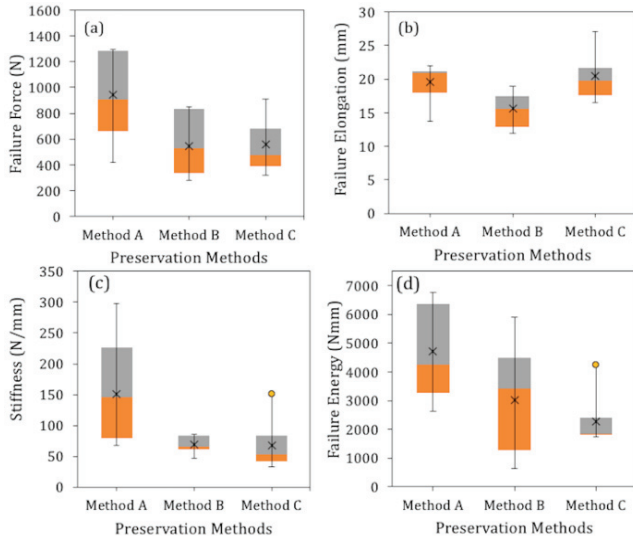 (a)
Failure Force (N)
1600
1400
1200
1000
800
600
400
200
0
Method A Method B Method C
Preservation Methods
(b)
Failure Elongation (mm)
30
25
20
15
10
5
0
Method A Method B Method C
Preservation Methods
(c)
Stiffness (N/mm)
350
300
250
200
150
100
50
0
Method A Method B Method C
Preservation Methods
(d)
Failure Energy (Nmm)
7000
6000
5000
4000
3000
2000
1000
0
Method A Method B Method C
Preservation Methods